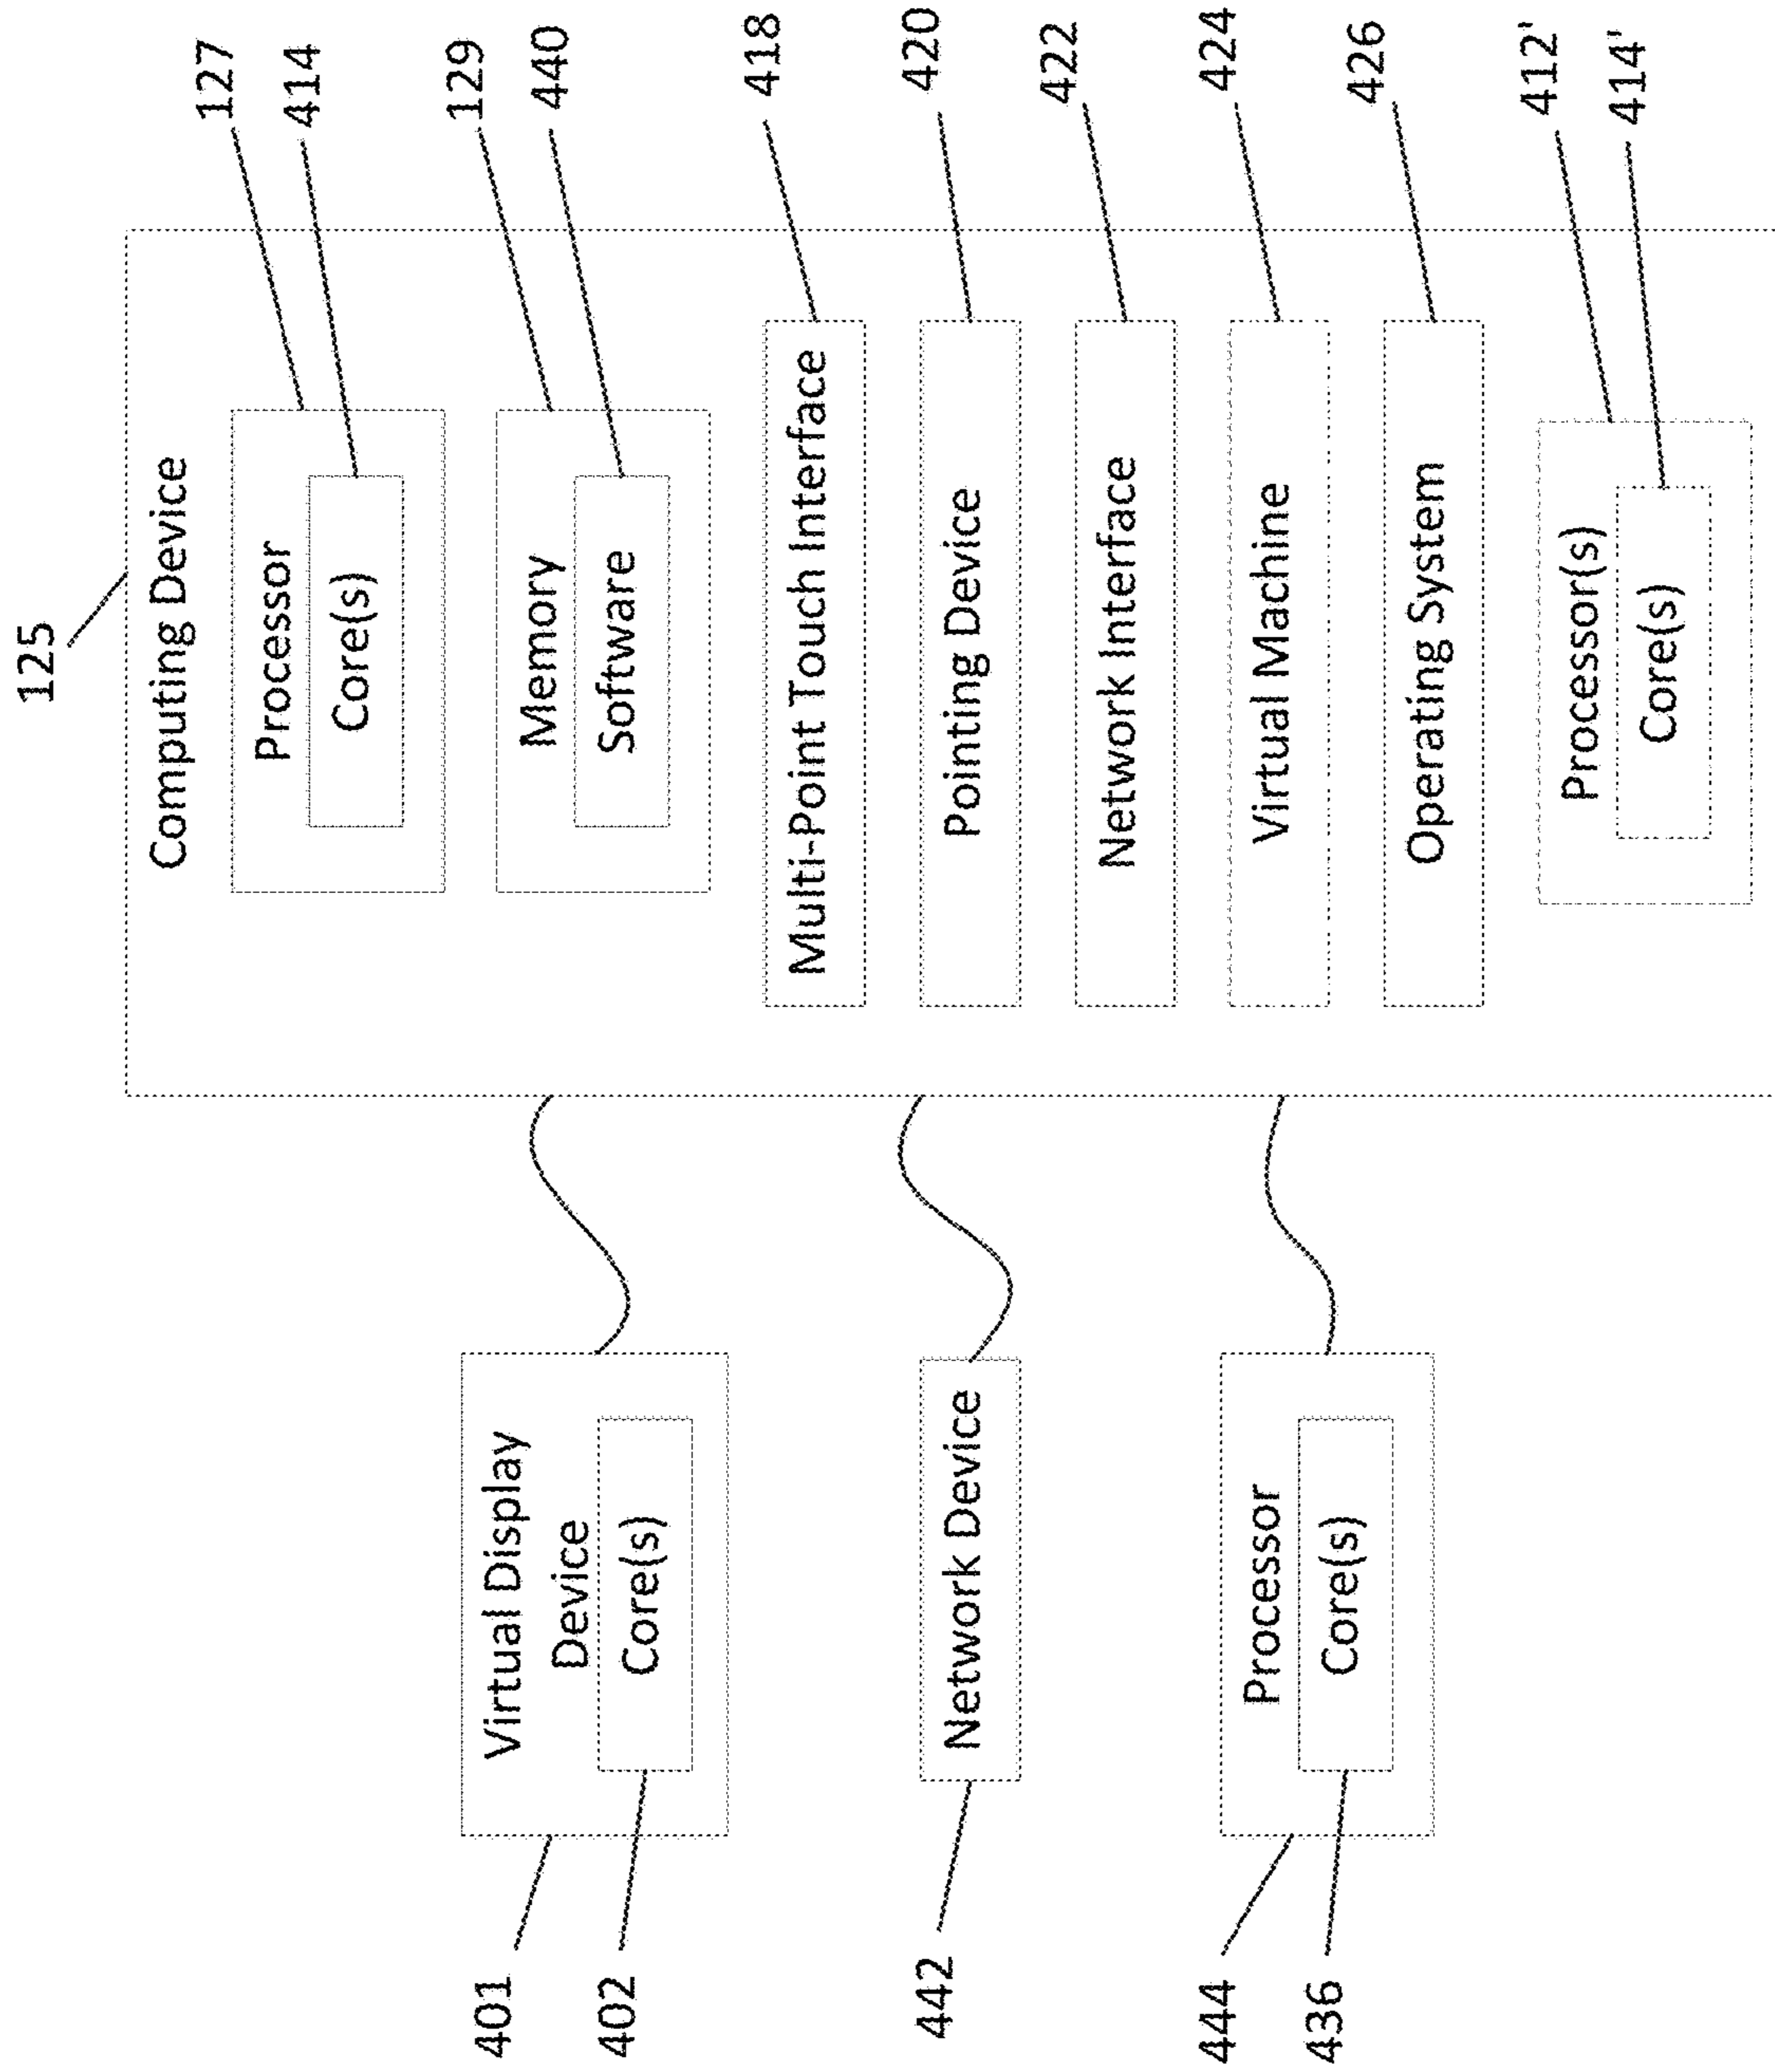 125
Computing Device
Processor
127
Core(s)
414
Memory
129
Software
440
Multi-Point Touch Interface
418
Pointing Device
420
Network Interface
422
Virtual Machine
424
Operating System
426
Processor(s)
412'
Core(s)
414'
401
Virtual Display
Device
402
Core(s)
442
Network Device
444
Processor
436
Core(s)